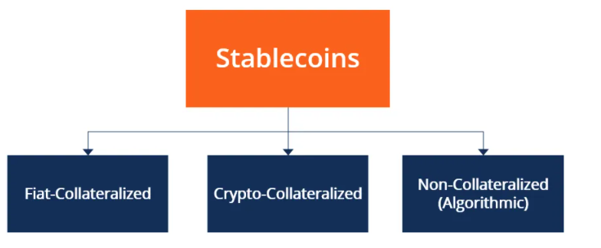 Stablecoins
Fiat-Collateralized
Crypto-Collateralized
Non-Collateralized
(Algorithmic)